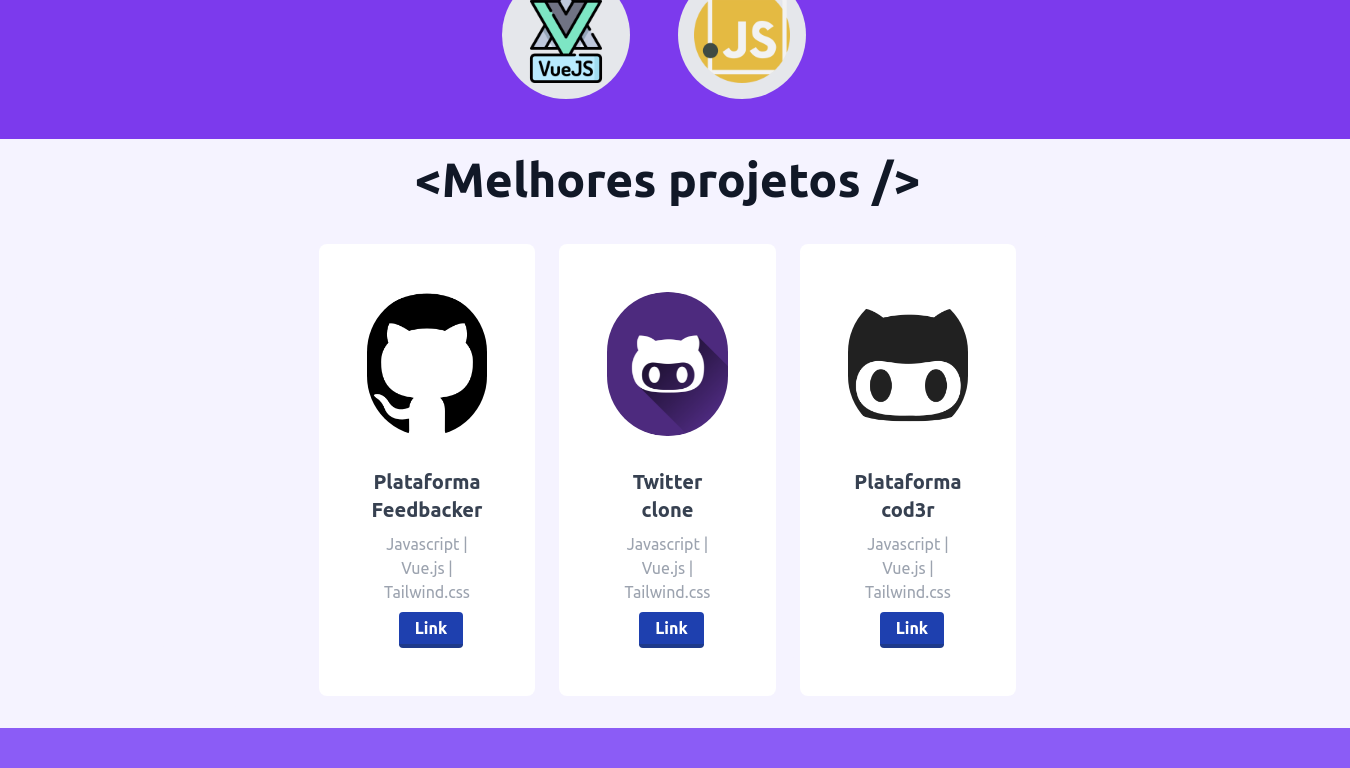 VueJS
JS
<Melhores projetos />
Plataforma
Feedbacker
Javascript |
Vue.js |
Tailwind.css
Link
Twitter
clone
Javascript |
Vue.js |
Tailwind.css
Link
Plataforma
cod3r
Javascript |
Vue.js |
Tailwind.css
Link